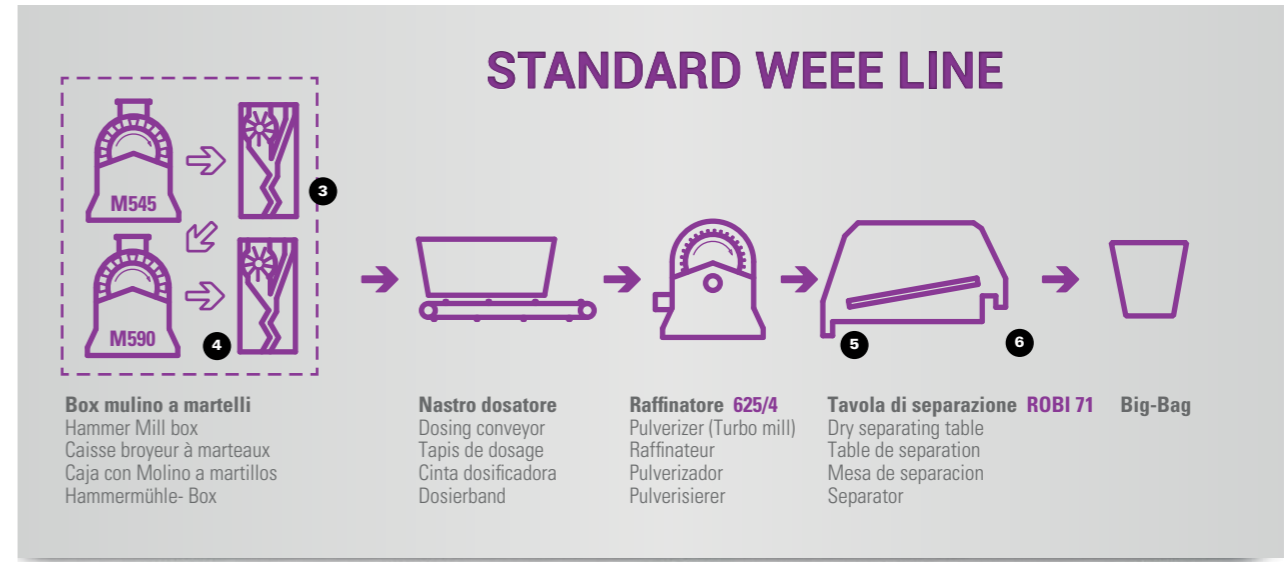 STANDARD WEEE LINE
M545
3
M590
4
5
6
Box mulino a martelli
Hammer Mill box
Caisse broyeur à marteaux
Caja con Molino a martillos
Hammermühle- Box
Nastro dosatore
Dosing conveyor
Tapis de dosage
Cinta dosificadora
Dosierband
Raffinatore 625/4
Pulverizer (Turbo mill)
Raffinateur
Pulverizador
Pulverisierer
Tavola di separazione ROBI 71
Dry separating table
Table de separation
Mesa de separacion
Separator
Big-Bag